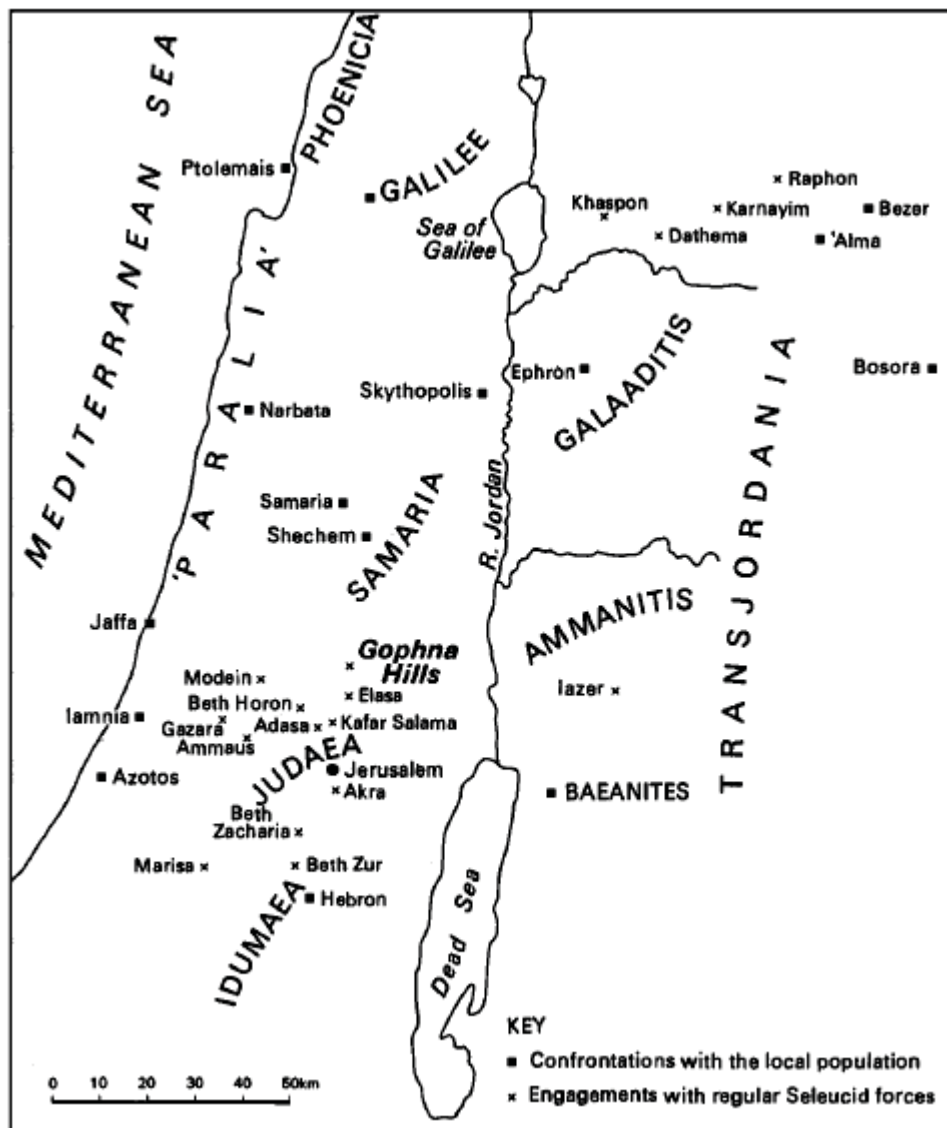 MEDITERRANEAN SEA
PHOENICIA
Ptolemais
GALILEE
Sea of
Galilee
Khaspon
Raphon
Karnayim
Bezer
Dathema
'Alma
'PARALIA'
GALAADITIS
Ephron
Bosora
Skythopolis
Narbata
TRANSJORDANIA
R. Jordan
Samaria
Shechem
SAMARIA
AMMANITIS
Jaffa
Gophna
Hills
Modein
Elasa
Iazer
Beth Horon
Iamnia
Gazara
Adasa
Kafar Salama
Ammaus
JUDAEA
Jerusalem
Azotos
Akra
BAEANITES
Beth
Zacharia
Marisa
Beth Zur
Hebron
IDUMAEA
Dead Sea
KEY
Confrontations with the local population
Engagements with regular Seleucid forces
0 10 20 30 40 50km